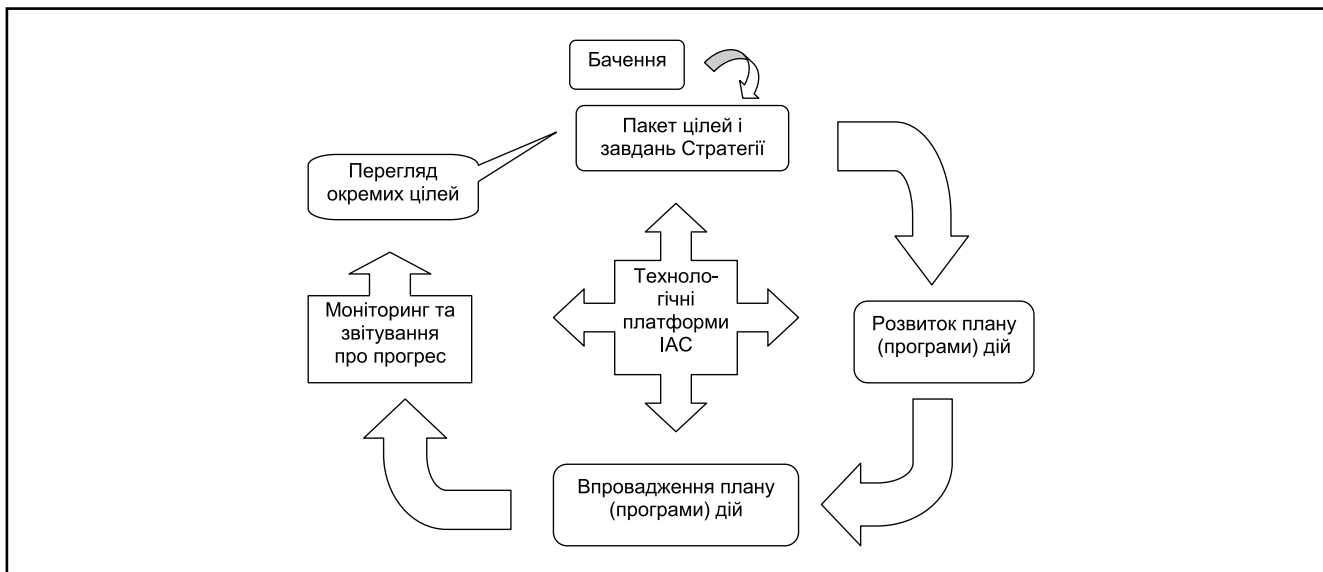 Бачення
Пакет цілей і
завдань Стратегії
Перегляд
окремих цілей
Техноло-
гічні
платформи
ІАС
Моніторинг та
звітування
про прогрес
Розвиток плану
(програми) дій
Впровадження плану
(програми) дій